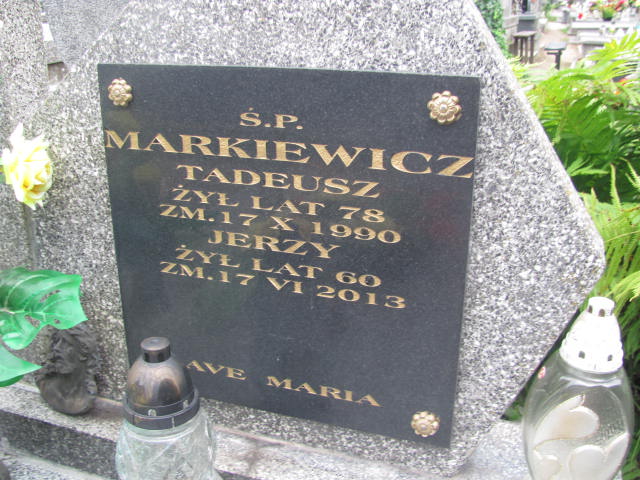 Ś.P.
MARKIEWICZ
TADEUSZ
ŻYŁ LAT 78
ZM.17 X 1990
JERZY
ŻYŁ LAT 60
ZM.17 VI 2013
AVE MARIA